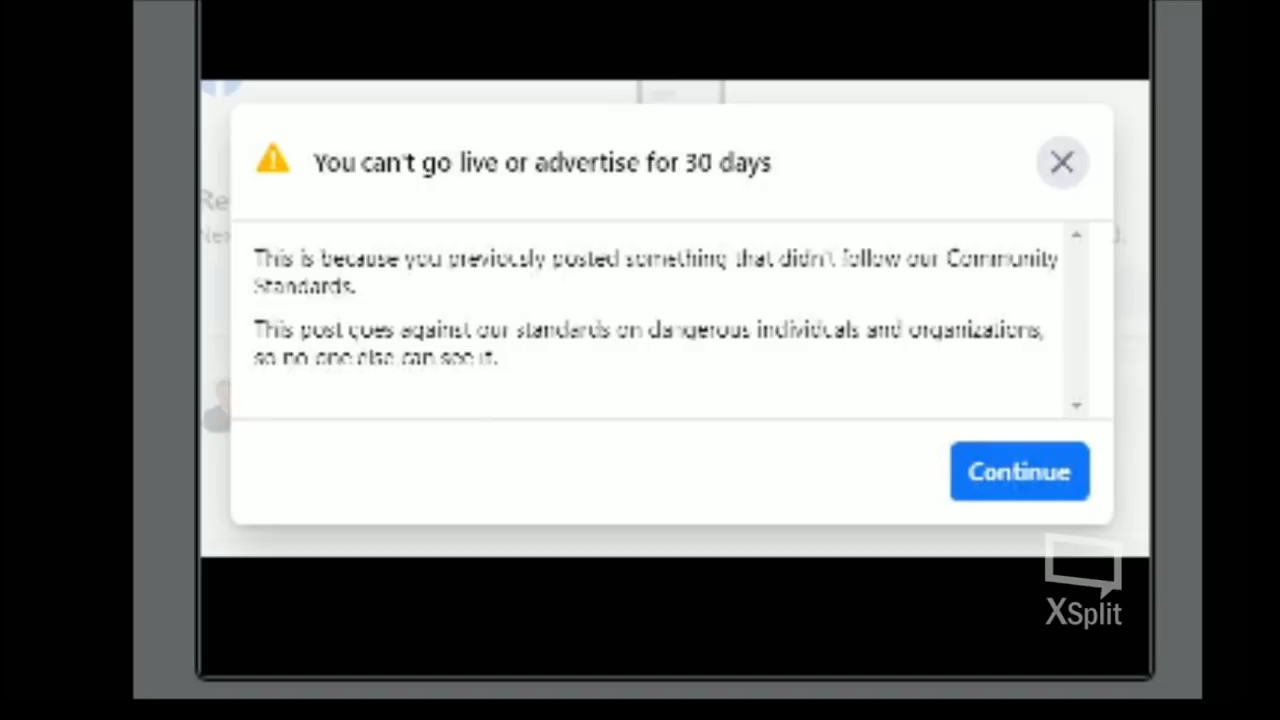 You can't go live or advertise for 30 days
Re
Nex
This is because you previously posted something that didn't follow our Community
Standards.
This post goes against our standards on dangerous individuals and organizations,
so no one else can see it.
Continue
XSplit